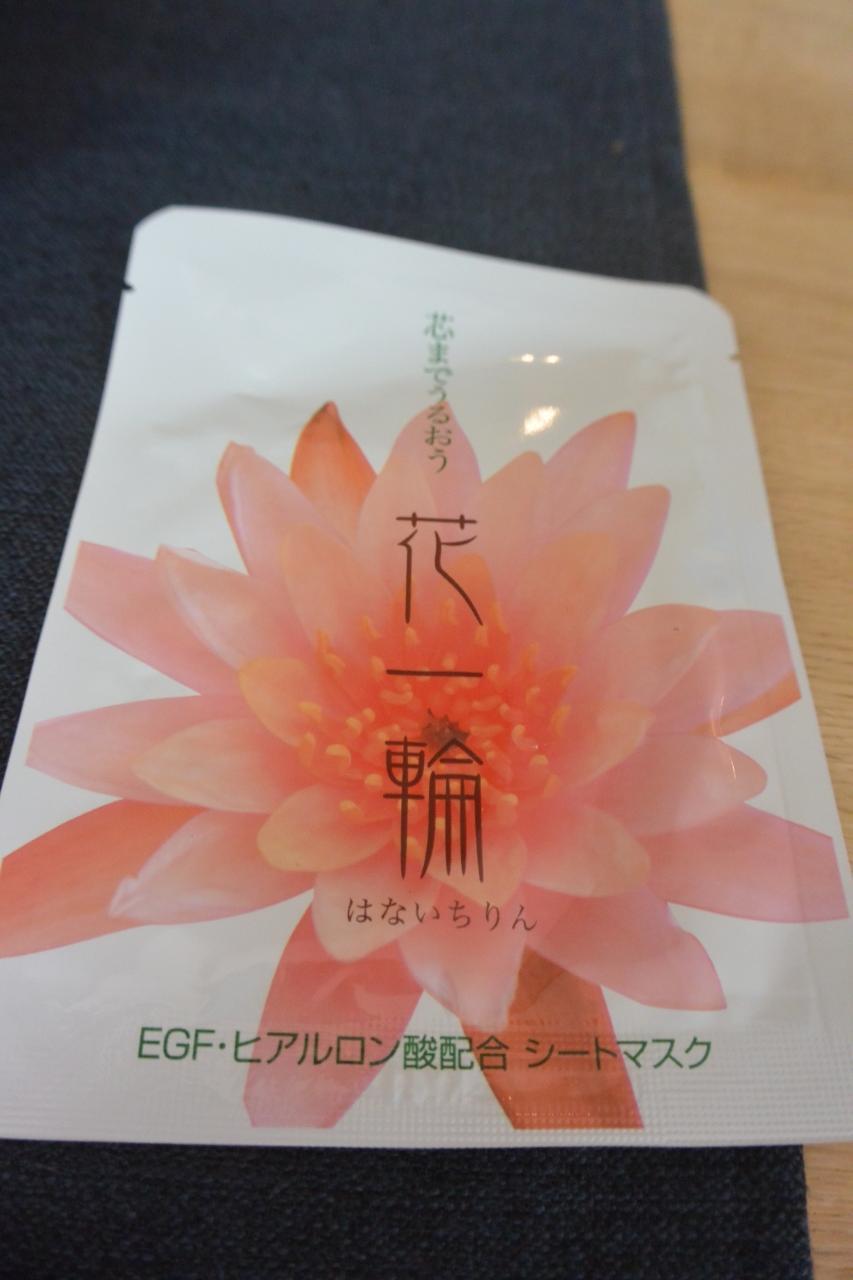 芯までうるおう
花一輪
はないちりん
EGF・ヒアルロン酸配合 シートマスク